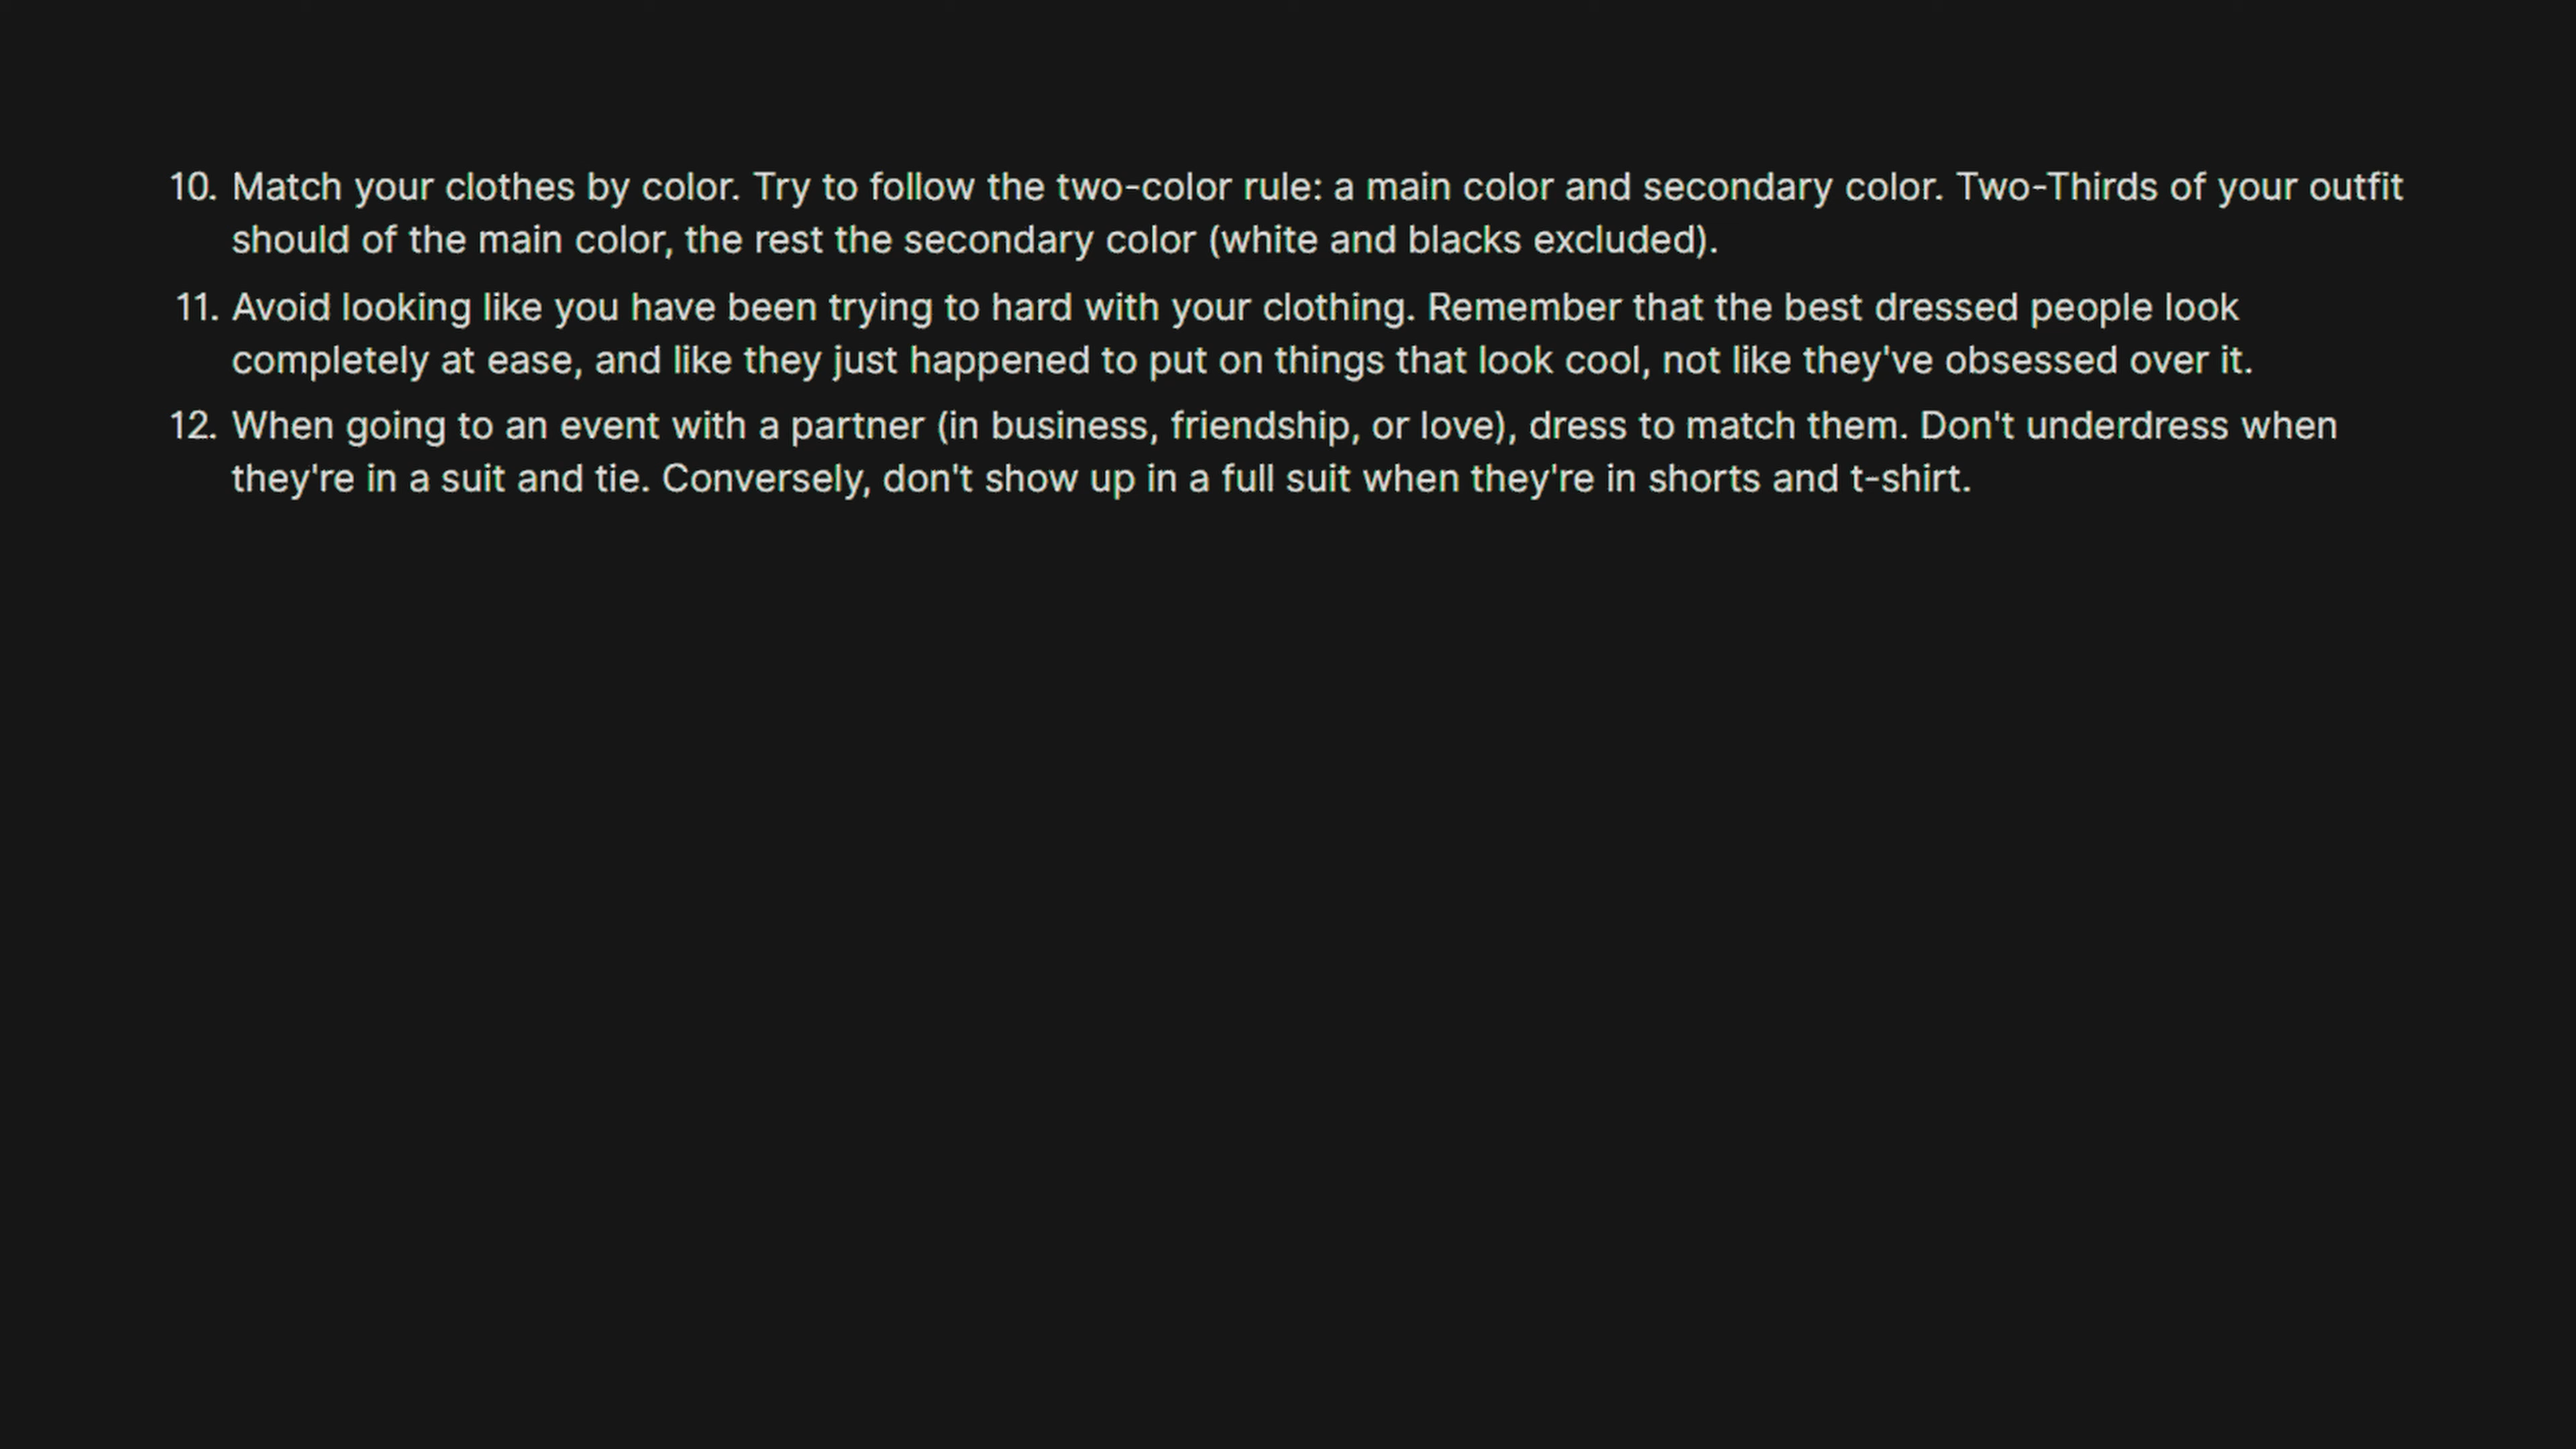 10. Match your clothes by color. Try to follow the two-color rule: a main color and secondary color. Two-Thirds of your outfit
should of the main color, the rest the secondary color (white and blacks excluded).
11. Avoid looking like you have been trying to hard with your clothing. Remember that the best dressed people look
completely at ease, and like they just happened to put on things that look cool, not like they've obsessed over it.
12. When going to an event with a partner (in business, friendship, or love), dress to match them. Don't underdress when
they're in a suit and tie. Conversely, don't show up in a full suit when they're in shorts and t-shirt.